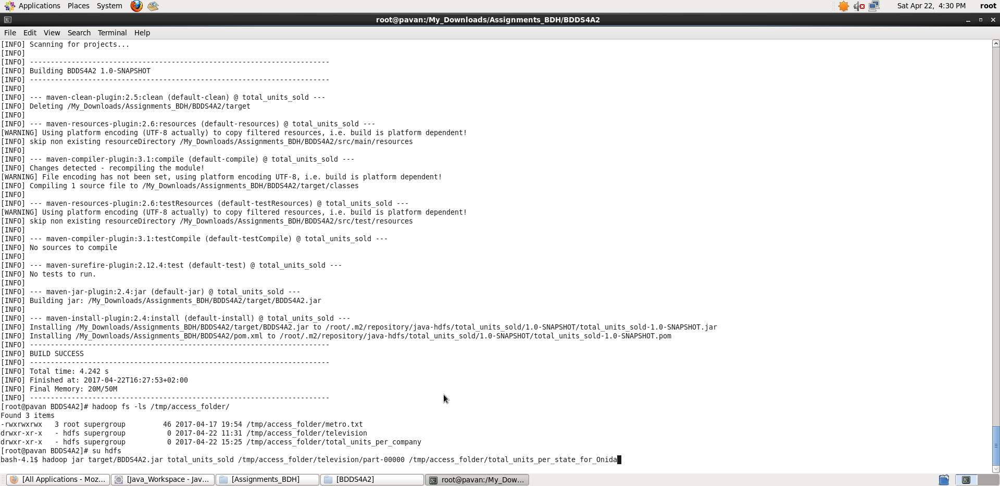 Applications Places System Sat Apr 22, 4:30 PM root
root@pavan:/My_Downloads/Assignments_BDH/BDDS4A2
File Edit View Search Terminal Help
[INFO] Scanning for projects...
[INFO]
[INFO] ------------------------------------------------------------------------
[INFO] Building BDDS4A2 1.0-SNAPSHOT
[INFO] ------------------------------------------------------------------------
[INFO]
[INFO] --- maven-clean-plugin:2.5:clean (default-clean) @ total_units_sold ---
[INFO] Deleting /My_Downloads/Assignments_BDH/BDDS4A2/target
[INFO]
[INFO] --- maven-resources-plugin:2.6:resources (default-resources) @ total_units_sold ---
[WARNING] Using platform encoding (UTF-8 actually) to copy filtered resources, i.e. build is platform dependent!
[INFO] skip non existing resourceDirectory /My_Downloads/Assignments_BDH/BDDS4A2/src/main/resources
[INFO]
[INFO] --- maven-compiler-plugin:3.1:compile (default-compile) @ total_units_sold ---
[INFO] Changes detected - recompiling the module!
[WARNING] File encoding has not been set, using platform encoding UTF-8, i.e. build is platform dependent!
[INFO] Compiling 1 source file to /My_Downloads/Assignments_BDH/BDDS4A2/target/classes
[INFO]
[INFO] --- maven-resources-plugin:2.6:testResources (default-testResources) @ total_units_sold ---
[WARNING] Using platform encoding (UTF-8 actually) to copy filtered resources, i.e. build is platform dependent!
[INFO] skip non existing resourceDirectory /My_Downloads/Assignments_BDH/BDDS4A2/src/test/resources
[INFO]
[INFO] --- maven-compiler-plugin:3.1:testCompile (default-testCompile) @ total_units_sold ---
[INFO] No sources to compile
[INFO]
[INFO] --- maven-surefire-plugin:2.12.4:test (default-test) @ total_units_sold ---
[INFO] No tests to run.
[INFO]
[INFO] --- maven-jar-plugin:2.4:jar (default-jar) @ total_units_sold ---
[INFO] Building jar: /My_Downloads/Assignments_BDH/BDDS4A2/target/BDDS4A2.jar
[INFO]
[INFO] --- maven-install-plugin:2.4:install (default-install) @ total_units_sold ---
[INFO] Installing /My_Downloads/Assignments_BDH/BDDS4A2/target/BDDS4A2.jar to /root/.m2/repository/java-hdfs/total_units_sold/1.0-SNAPSHOT/total_units_sold-1.0-SNAPSHOT.jar
[INFO] Installing /My_Downloads/Assignments_BDH/BDDS4A2/pom.xml to /root/.m2/repository/java-hdfs/total_units_sold/1.0-SNAPSHOT/total_units_sold-1.0-SNAPSHOT.pom
[INFO] ------------------------------------------------------------------------
[INFO] BUILD SUCCESS
[INFO] ------------------------------------------------------------------------
[INFO] Total time: 4.242 s
[INFO] Finished at: 2017-04-22T16:27:53+02:00
[INFO] Final Memory: 20M/50M
[INFO] ------------------------------------------------------------------------
[root@pavan BDDS4A2]# hadoop fs -ls /tmp/access_folder/
Found 3 items
-rwxrwxrwx   3 root supergroup         46 2017-04-17 19:54 /tmp/access_folder/metro.txt
drwxr-xr-x   - hdfs supergroup          0 2017-04-22 11:31 /tmp/access_folder/television
drwxr-xr-x   - hdfs supergroup          0 2017-04-22 15:25 /tmp/access_folder/total_units_per_company
[root@pavan BDDS4A2]# su hdfs
bash-4.1$ hadoop jar target/BDDS4A2.jar total_units_sold /tmp/access_folder/television/part-00000 /tmp/access_folder/total_units_per_state_for_Onida
[All Applications - Moz... [Java_Workspace - Jav... [Assignments_BDH] [BDDS4A2] root@pavan:/My_Dow...